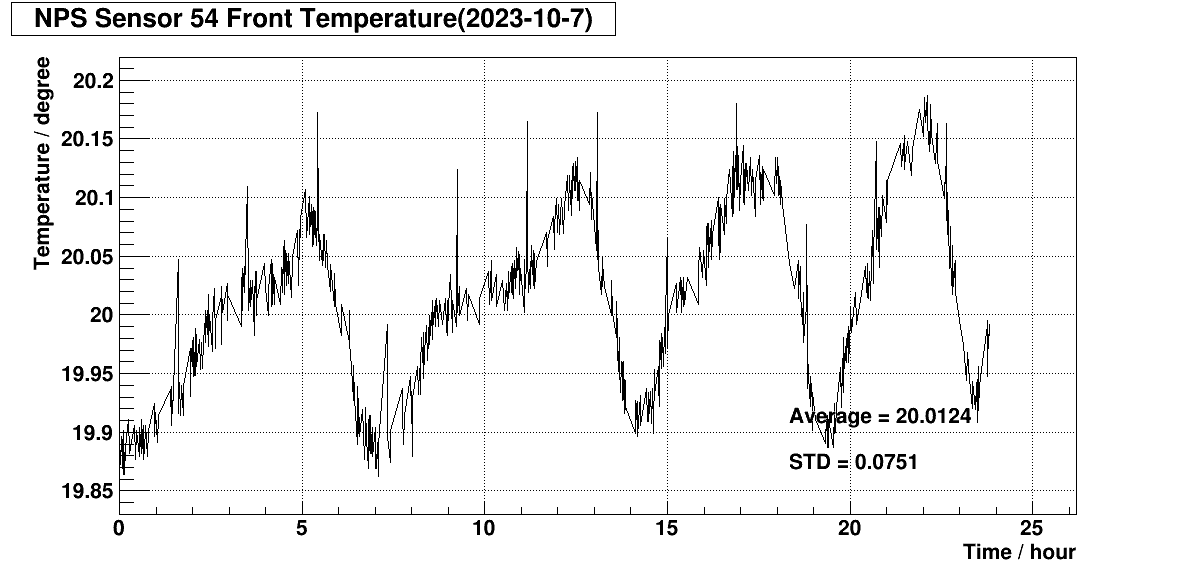 NPS Sensor 54 Front Temperature(2023-10-7)
Temperature / degree
20.2
20.15
20.1
20.05
20
19.95
19.9
19.85
Average = 20.0124
STD = 0.0751
0 5 10 15 20 25
Time / hour